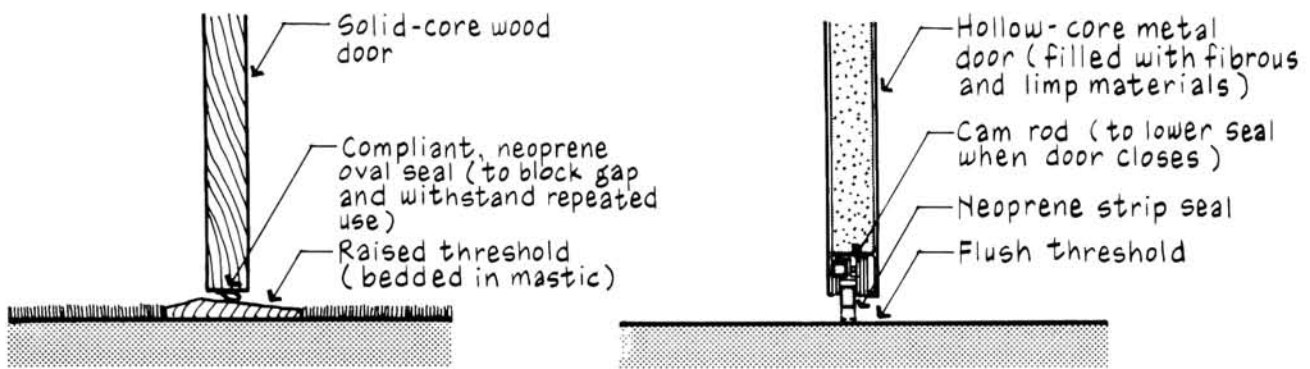 Solid-core wood
door
Compliant, neoprene
oval seal (to block gap
and withstand repeated
use)
Raised threshold
(bedded in mastic)
Hollow-core metal
door (filled with fibrous
and limp materials)
Cam rod (to lower seal
when door closes)
Neoprene strip seal
Flush threshold